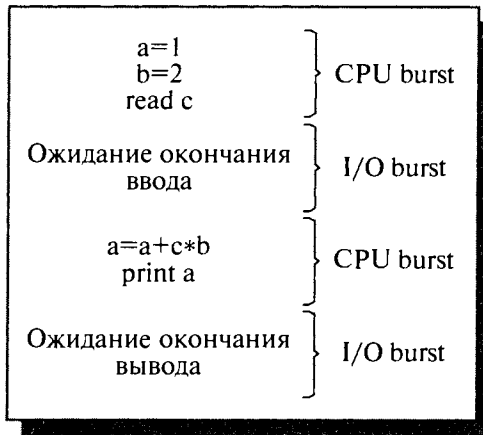 a=1
b=2
read c
CPU burst
Ожидание окончания
ввода
I/O burst
a=a+c*b
print a
CPU burst
Ожидание окончания
вывода
I/O burst